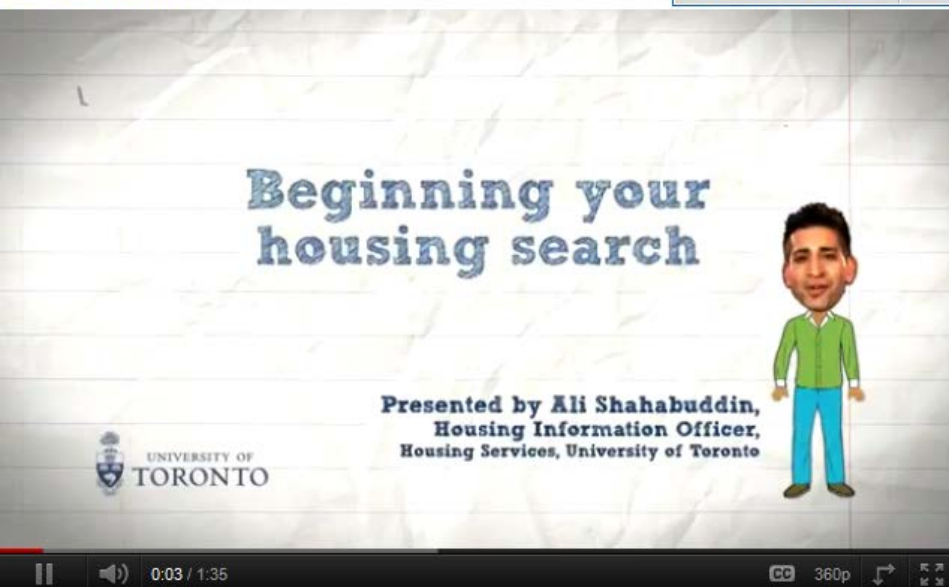 Beginning your
housing search
Presented by Ali Shahabuddin,
Housing Information Officer,
Housing Services, University of Toronto
UNIVERSITY OF
TORONTO
0:03 / 1:35
CC
360p